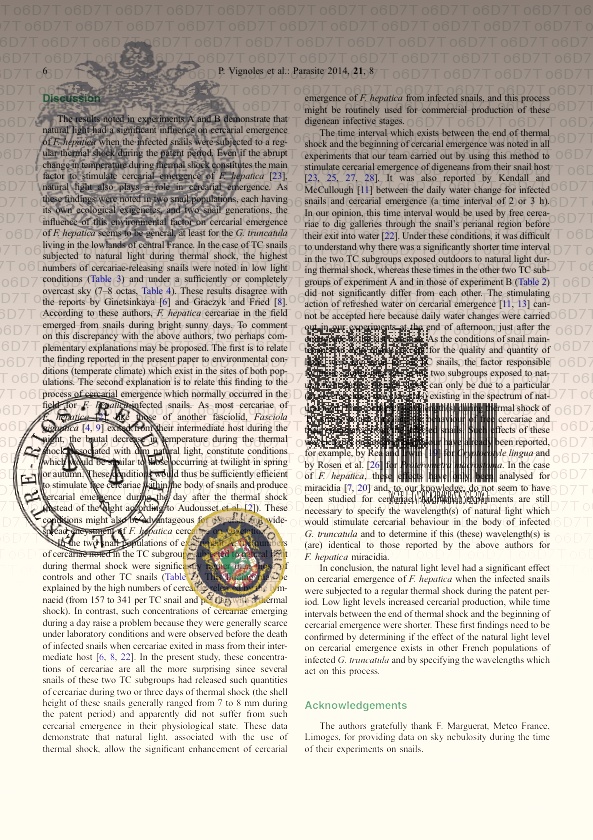 6
P. Vignoles et al.: Parasite 2014, 21, 8
Discussion
The results noted in experiments A and B demonstrate that
natural light had a significant influence on cercarial emergence
of F. hepatica when the infected snails were subjected to a reg-
ular thermal shock during the patent period. Even if the abrupt
change in temperature during thermal shock constitutes the main
factor to stimulate cercarial emergence of F. hepatica [23],
natural light also plays a role in cercarial emergence. As
these findings were noted in two snail populations, each having
its own ecological exigencies, and two snail generations, the
influence of this environmental factor on cercarial emergence
of F. hepatica seems to be general, at least for the G. truncatula
living in the lowlands of central France. In the case of TC snails
subjected to natural light during thermal shock, the highest
numbers of cercariae-releasing snails were noted in low light
conditions (Table 3) and under a sufficiently or completely
overcast sky (7–8 octas, Table 4). These results disagree with
the reports by Ginetsinkaya [6] and Graczyk and Fried [8].
According to these authors, F. hepatica cercariae in the field
emerged from snails during bright sunny days. To comment
on this discrepancy with the above authors, two perhaps com-
plementary explanations may be proposed. The first is to relate
the finding reported in the present paper to environmental con-
ditions (temperate climate) which exist in the sites of both pop-
ulations. The second explanation is to relate this finding to the
process of cercarial emergence which normally occurred in the
field for F. hepatica-infected snails. As most cercariae of
those of another fasciolid, Fasciola
[4, 9] exited from their intermediate host during the
night, the brutal decrease in temperature during the thermal
shock, associated with dim natural light, constitute conditions
which would be similar to those occurring at twilight in spring
or autumn. These conditions would thus be sufficiently efficient
to stimulate free cercariae within the body of snails and produce
cercarial emergence during the day after the thermal shock
(instead of the night according to Audousset et al. [2]). These
conditions might also be advantageous for wide-
spread encystment of F. hepatica
In the two snail populations of
of cercariae noted in the TC subgroups
during thermal shock were significantly
controls and other TC snails (Table be
explained by the high numbers of cercariae
nacid (from 157 to 341 per TC snail and thermal
shock). In contrast, such concentrations of cercariae emerging
during a day raise a problem because they were generally scarce
under laboratory conditions and were observed before the death
of infected snails when cercariae exited in mass from their inter-
mediate host [6, 8, 22]. In the present study, these concentra-
tions of cercariae are all the more surprising since several
snails of these two TC subgroups had released such quantities
of cercariae during two or three days of thermal shock (the shell
height of these snails generally ranged from 7 to 8 mm during
the patent period) and apparently did not suffer from such
cercarial emergence in their physiological state. These data
demonstrate that natural light, associated with the use of
thermal shock, allow the significant enhancement of cercarial
emergence of F. hepatica from infected snails, and this process
might be routinely used for commercial production of these
digenean infective stages.
The time interval which exists between the end of thermal
shock and the beginning of cercarial emergence was noted in all
experiments that our team carried out by using this method to
stimulate cercarial emergence of digeneans from their snail host
[23, 25, 27, 28]. It was also reported by Kendall and
McCullough [11] between the daily water change for infected
snails and cercarial emergence (a time interval of 2 or 3 h).
In our opinion, this time interval would be used by free cerca-
riae to dig galleries through the snail's perianal region before
their exit into water [22]. Under these conditions, it was difficult
to understand why there was a significantly shorter time interval
in the two TC subgroups exposed outdoors to natural light dur-
ing thermal shock, whereas these times in the other two TC sub-
groups of experiment A and in those of experiment B (Table 2)
did not significantly differ from each other. The stimulating
action of refreshed water on cercarial emergence [11, 13] can-
not be accepted here because daily water changes were carried
out in our experiments at the end of afternoon, just after the
As the conditions of snail main-
for the quality and quantity of
snails, the factor responsible
two subgroups exposed to nat-
can only be due to a particular
existing in the spectrum of nat-
thermal shock of
cercariae and
effects of these
have already been reported,
for example, by Rea and lingua and
by Rosen et al. [26] In the case
of F. hepatica, these analysed for
miracidia [7, 20] and, to our knowledge, do not seem to have
been studied for are still
necessary to specify the wavelength(s) of natural light which
would stimulate cercarial behaviour in the body of infected
G. truncatula and to determine if this (these) wavelength(s) is
(are) identical to those reported by the above authors for
F. hepatica miracidia.
In conclusion, the natural light level had a significant effect
on cercarial emergence of F. hepatica when the infected snails
were subjected to a regular thermal shock during the patent per-
iod. Low light levels increased cercarial production, while time
intervals between the end of thermal shock and the beginning of
cercarial emergence were shorter. These first findings need to be
confirmed by determining if the effect of the natural light level
on cercarial emergence exists in other French populations of
infected G. truncatula and by specifying the wavelengths which
act on this process.
Acknowledgements
The authors gratefully thank F. Marguerat, Meteo France,
Limoges, for providing data on sky nebulosity during the time
of their experiments on snails.